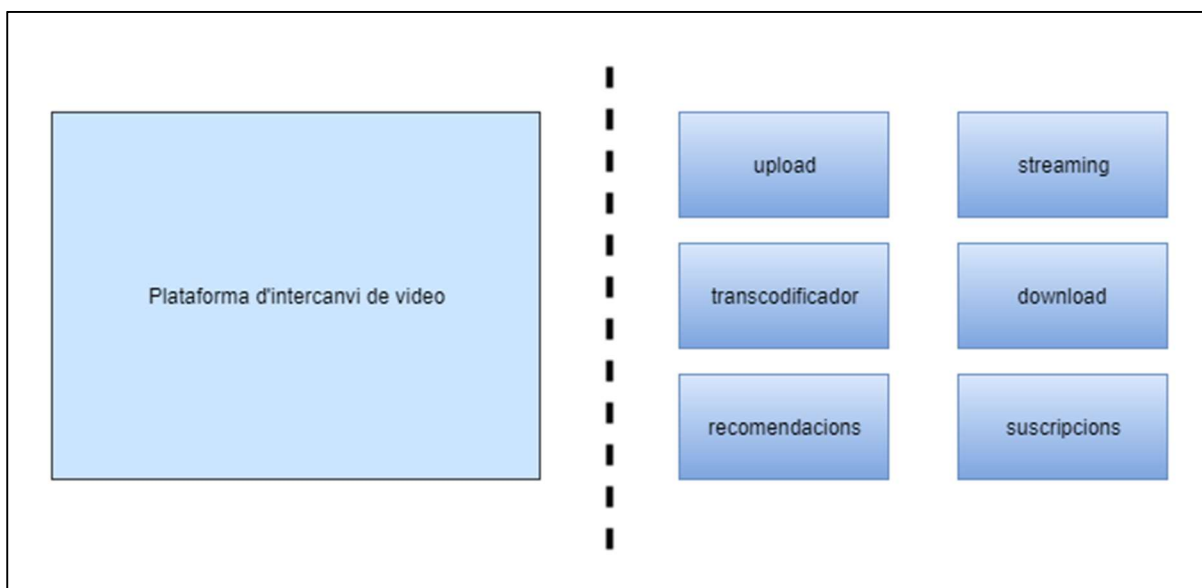 Plataforma d'intercanvi de video
upload
streaming
transcodificador
download
recomendacions
suscripcions